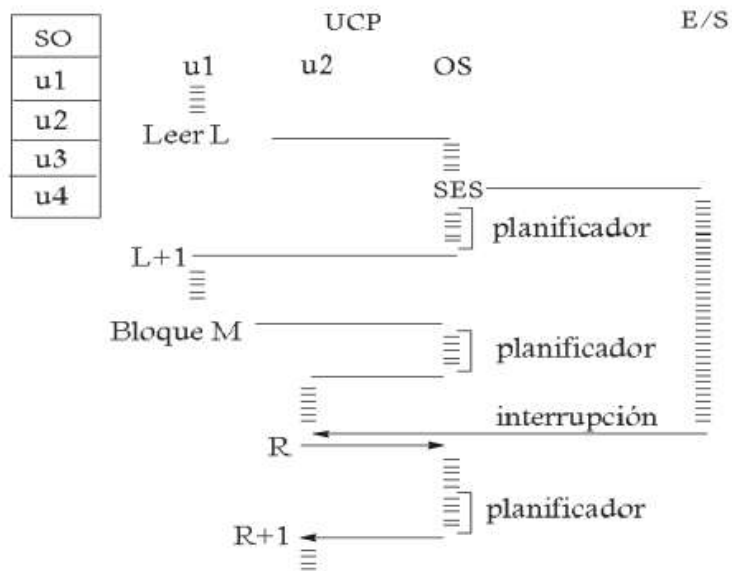 UCP
E/S
SO
u1
u2
u3
u4
u1
u2
OS
Leer L
SES
planificador
L+1
Bloque M
planificador
interrupción
R
planificador
R+1